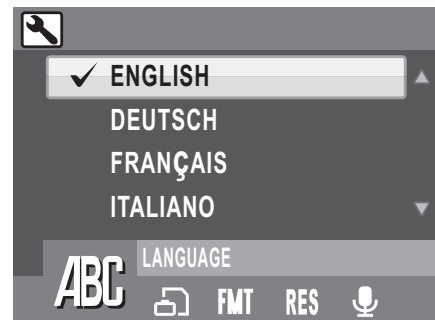 ENGLISH
DEUTSCH
FRANÇAIS
ITALIANO
LANGUAGE
ABC FMT RES